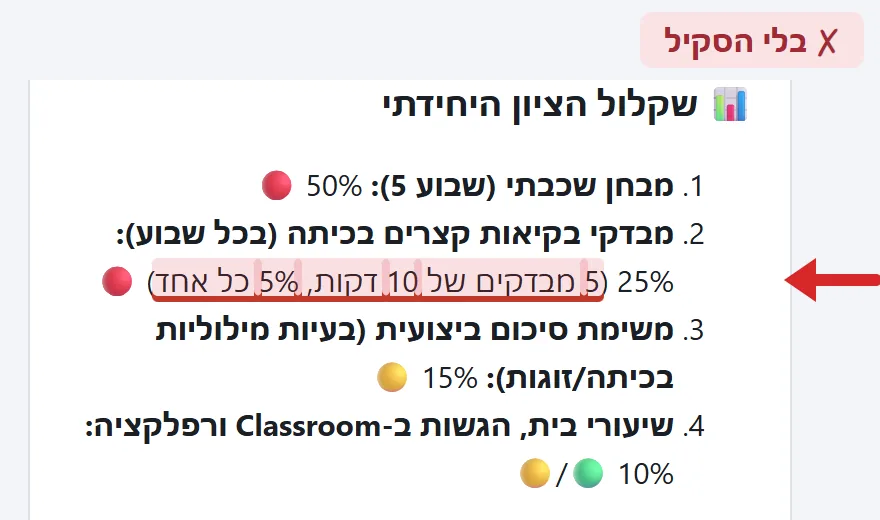 ✗ בלי הסקיל
📊 שקלול הציון היחידתי
1. מבחן שכבתי (שבוע 5): 50% 🔴
2. מבדקי בקיאות קצרים בכיתה (בכל שבוע):
25% (5 מבדקים של 10 דקות, 5% כל אחד) 🔴
3. משימת סיכום ביצועית (בעיות מילוליות
בכיתה/זוגות): 15% 🟡
4. שיעורי בית, הגשות ב-Classroom ורפלקציה:
10% 🟢/🟡